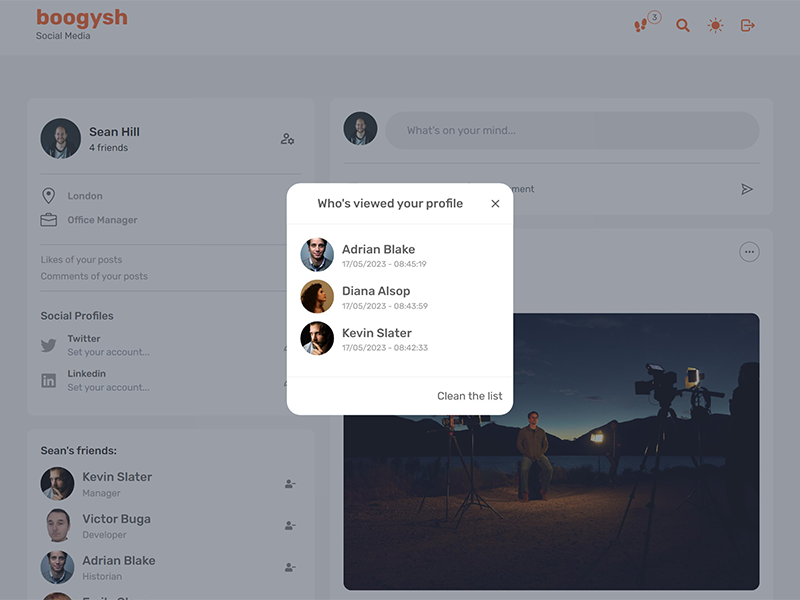 boogysh
Social Media
3
Sean Hill
4 friends
London
Office Manager
Likes of your posts
Comments of your posts
Social Profiles
Twitter
Set your account...
Linkedin
Set your account...
Sean's friends:
Kevin Slater
Manager
Victor Buga
Developer
Adrian Blake
Historian
What's on your mind...
Who's viewed your profile
Adrian Blake
17/05/2023 - 08:45:19
Diana Alsop
17/05/2023 - 08:43:59
Kevin Slater
17/05/2023 - 08:42:33
Clean the list